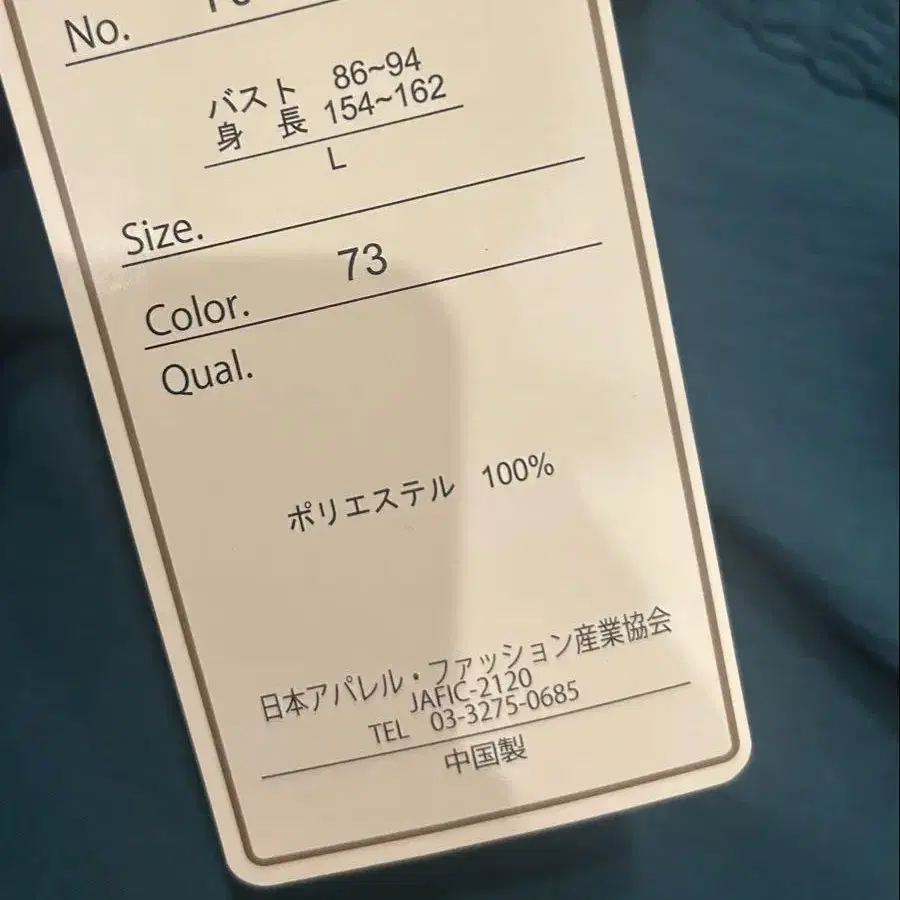 No.
バスト 86~94
身 長 154~162
L
Size.
Color. 73
Qual.
ポリエステル 100%
日本アパレル・ファッション産業協会
JAFIC-2120
TEL 03-3275-0685
中国製